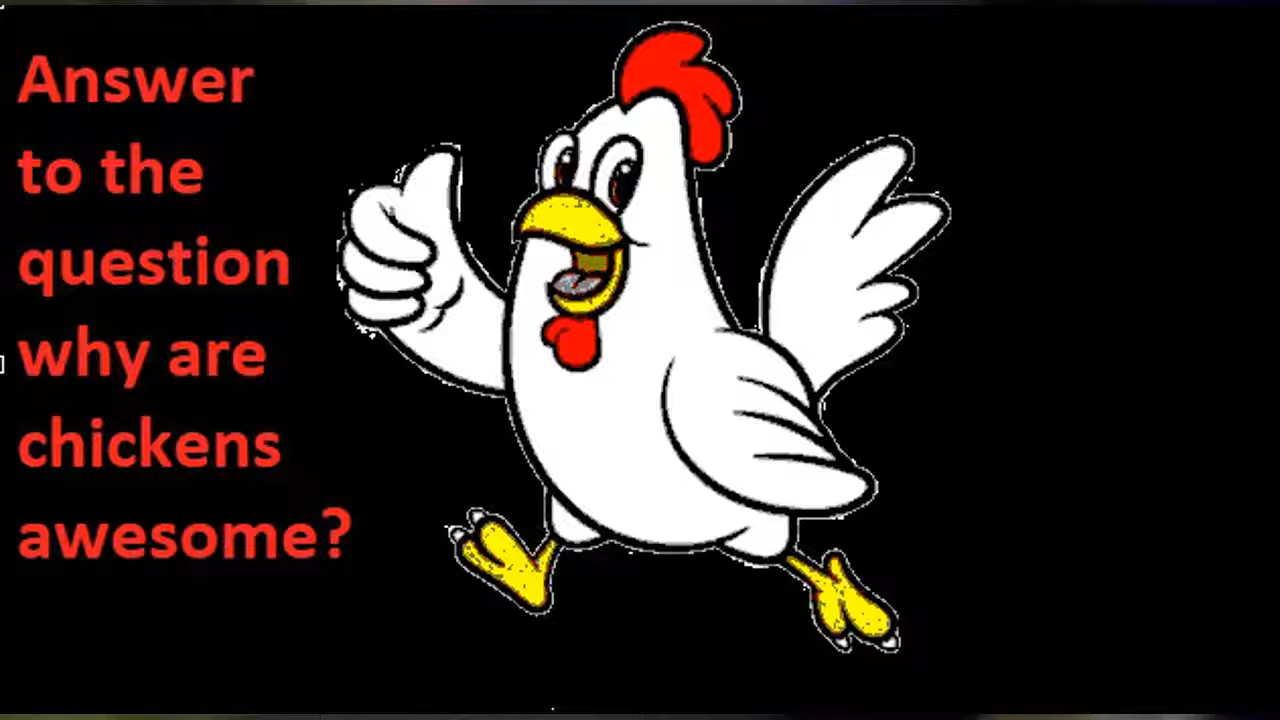 Answer
to the
question
why are
chickens
awesome?